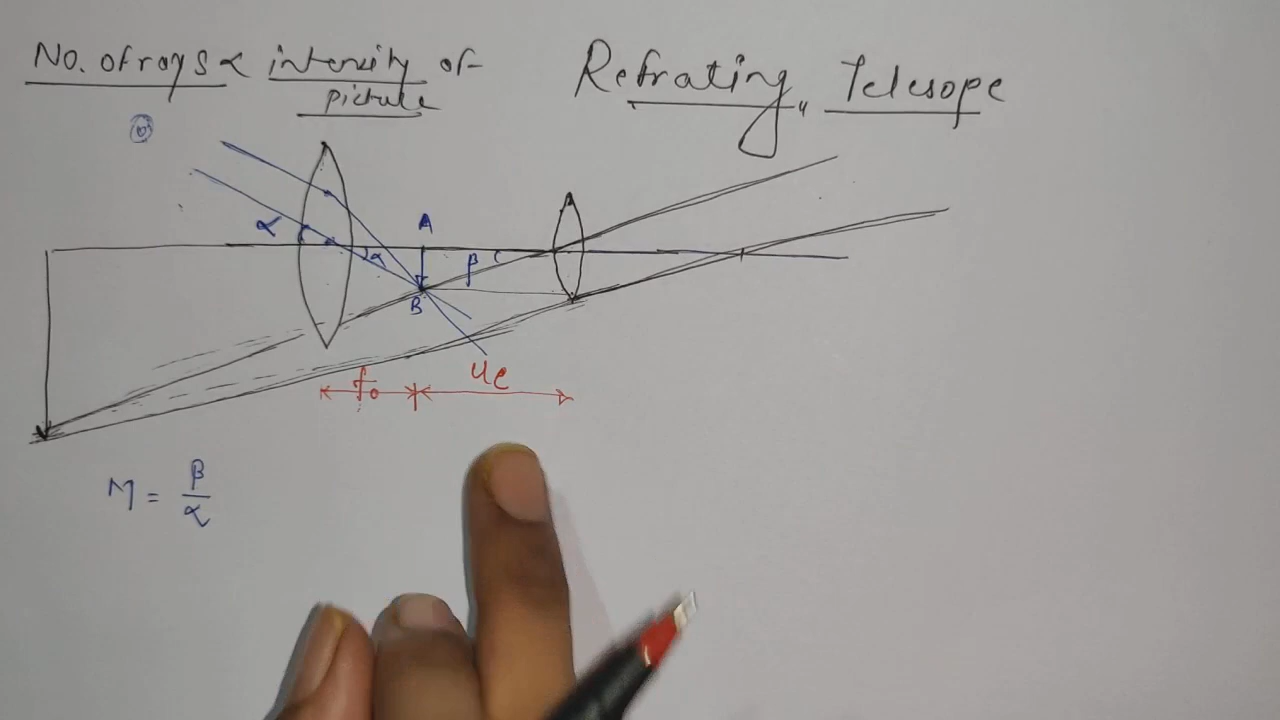 No. of rays ∝ intensity of
picture
Refrating Telesope
α
α
A
β
B
f₀
ue
M = β/α